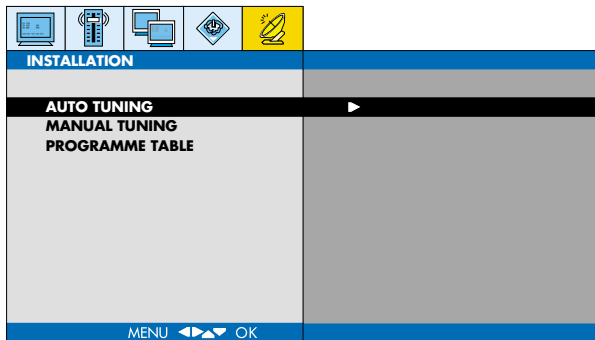 INSTALLATION
AUTO TUNING
MANUAL TUNING
PROGRAMME TABLE
MENU OK